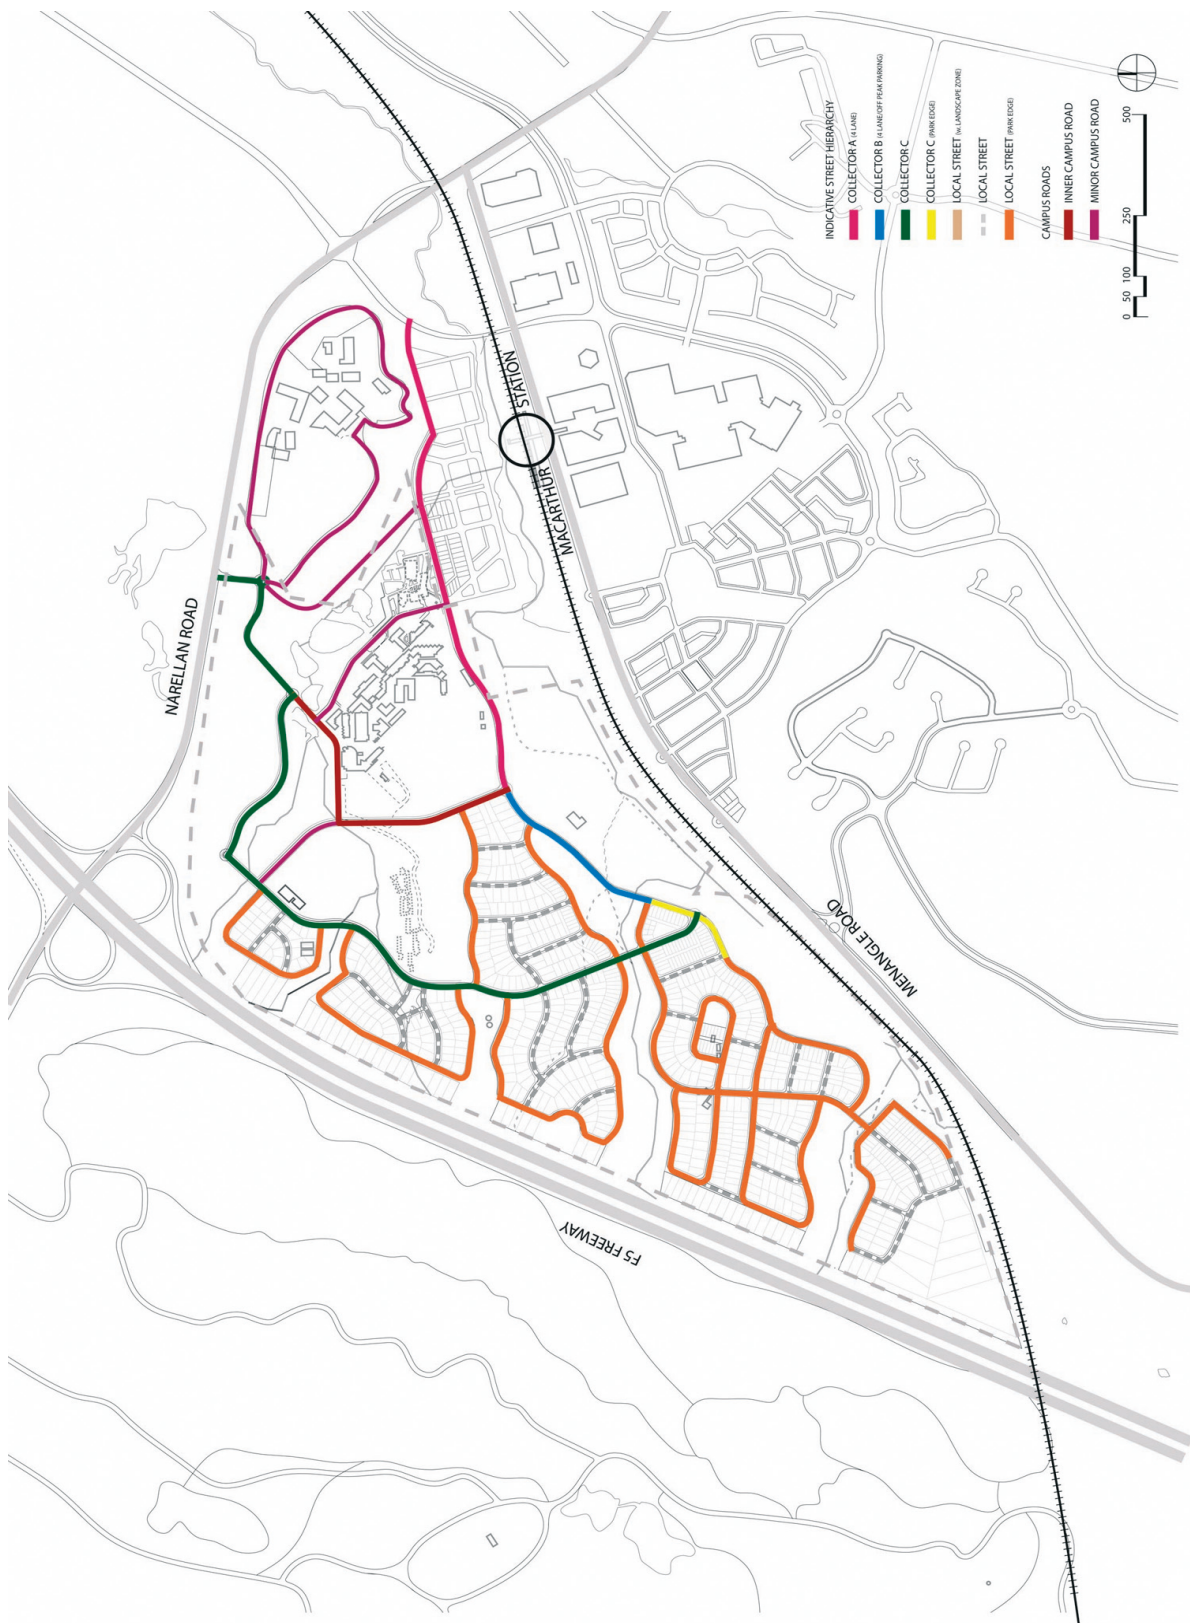 INDICATIVE STREET HIERARCHY
COLLECTOR A (4 LANE)
COLLECTOR B (4 LANE/OFF PEAK PARKING)
COLLECTOR C
COLLECTOR C (PARK EDGE)
LOCAL STREET (w. LANDSCAPE ZONE)
LOCAL STREET
LOCAL STREET (PARK EDGE)
CAMPUS ROADS
INNER CAMPUS ROAD
MINOR CAMPUS ROAD
0 50 100 250 500
NARELLAN ROAD
MACARTHUR STATION
MENANGLE ROAD
F5 FREEWAY